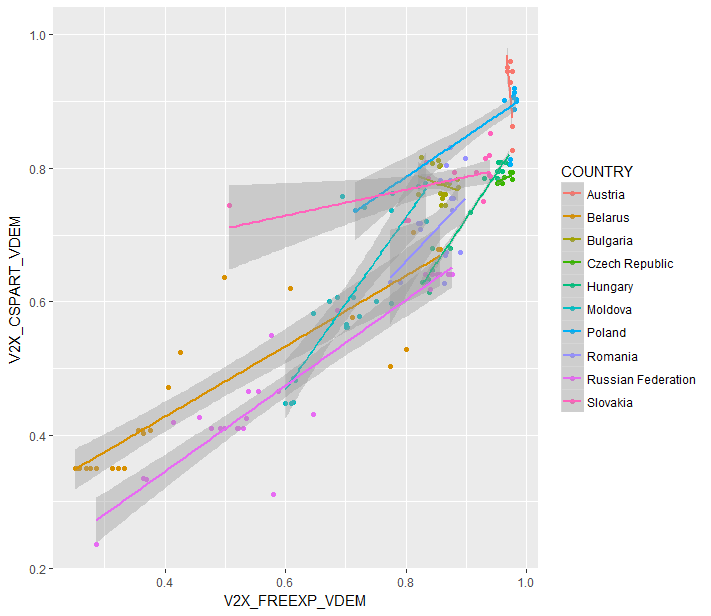 1.0
0.8
0.6
0.4
0.2
V2X_CSPART_VDEM
0.4 0.6 0.8 1.0
V2X_FREEXP_VDEM
COUNTRY
Austria
Belarus
Bulgaria
Czech Republic
Hungary
Moldova
Poland
Romania
Russian Federation
Slovakia